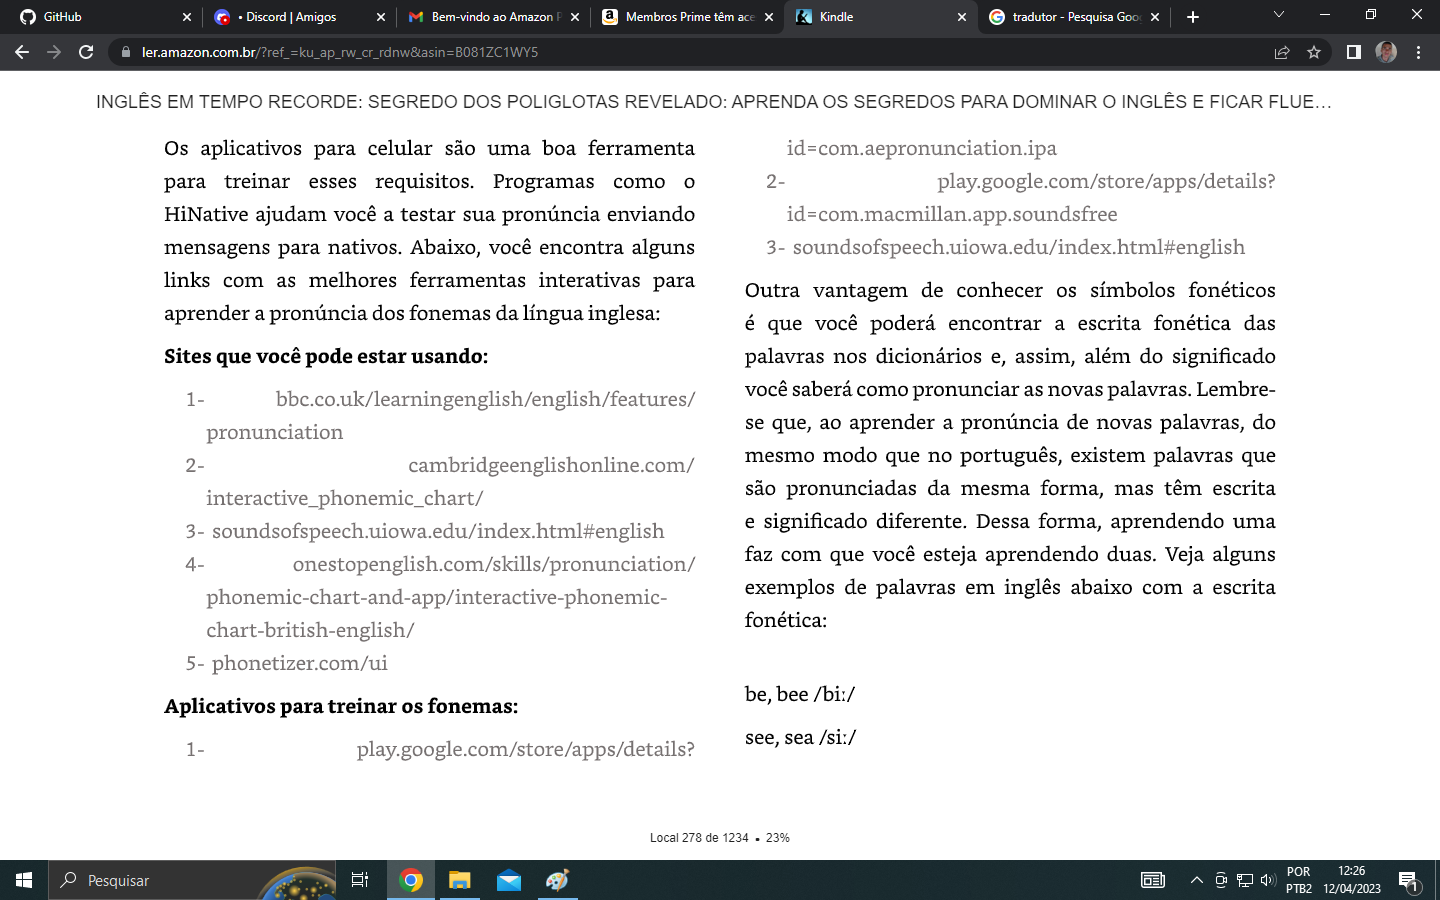 GitHub
• Discord | Amigos
Bem-vindo ao Amazon P
Membros Prime têm ace
Kindle
tradutor - Pesquisa Goo
ler.amazon.com.br/?ref_=ku_ap_rw_cr_rdnw&asin=B081ZC1WY5
INGLÊS EM TEMPO RECORDE: SEGREDO DOS POLIGLOTAS REVELADO: APRENDA OS SEGREDOS PARA DOMINAR O INGLÊS E FICAR FLUE…
Os aplicativos para celular são uma boa ferramenta
para treinar esses requisitos. Programas como o
HiNative ajudam você a testar sua pronúncia enviando
mensagens para nativos. Abaixo, você encontra alguns
links com as melhores ferramentas interativas para
aprender a pronúncia dos fonemas da língua inglesa:
Sites que você pode estar usando:
1- bbc.co.uk/learningenglish/english/features/
pronunciation
2- cambridgeenglishonline.com/
interactive_phonemic_chart/
3- soundsofspeech.uiowa.edu/index.html#english
4- onestopenglish.com/skills/pronunciation/
phonemic-chart-and-app/interactive-phonemic-
chart-british-english/
5- phonetizer.com/ui
Aplicativos para treinar os fonemas:
1- play.google.com/store/apps/details?
id=com.aepronunciation.ipa
2- play.google.com/store/apps/details?
id=com.macmillan.app.soundsfree
3- soundsofspeech.uiowa.edu/index.html#english
Outra vantagem de conhecer os símbolos fonéticos
é que você poderá encontrar a escrita fonética das
palavras nos dicionários e, assim, além do significado
você saberá como pronunciar as novas palavras. Lembre-
se que, ao aprender a pronúncia de novas palavras, do
mesmo modo que no português, existem palavras que
são pronunciadas da mesma forma, mas têm escrita
e significado diferente. Dessa forma, aprendendo uma
faz com que você esteja aprendendo duas. Veja alguns
exemplos de palavras em inglês abaixo com a escrita
fonética:
be, bee /biː/
see, sea /siː/
Local 278 de 1234 • 23%
Pesquisar
POR
PTB2
12:26
12/04/2023
1